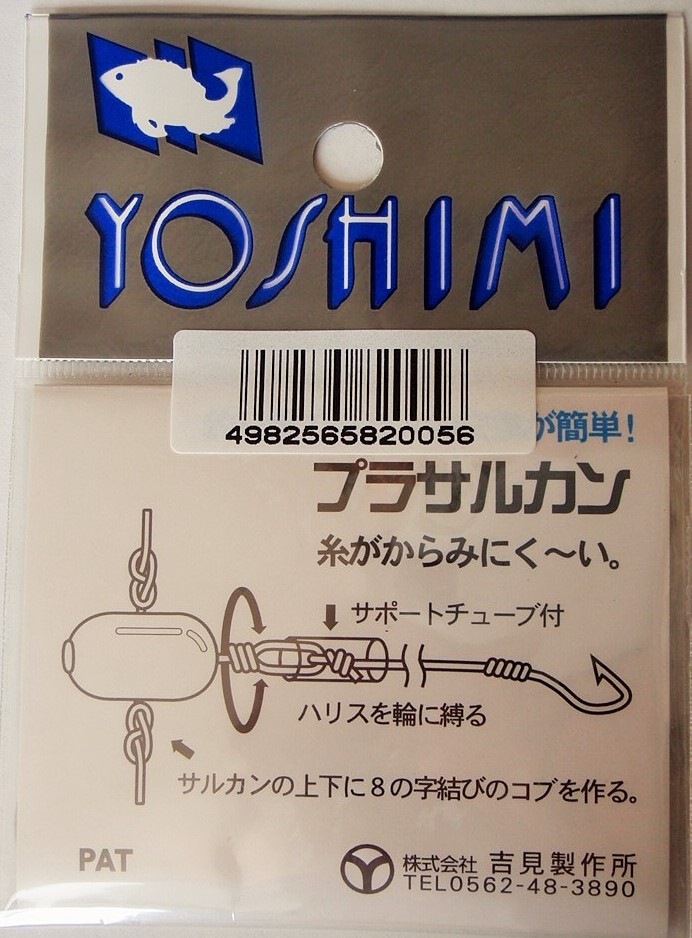 YOSHIMI
4982565820056
が簡単!
プラサルカン
糸がからみにく〜い。
サポートチューブ付
ハリスを輪に縛る
サルカンの上下に8の字結びのコブを作る。
PAT
株式会社 吉見製作所
TEL0562-48-3890